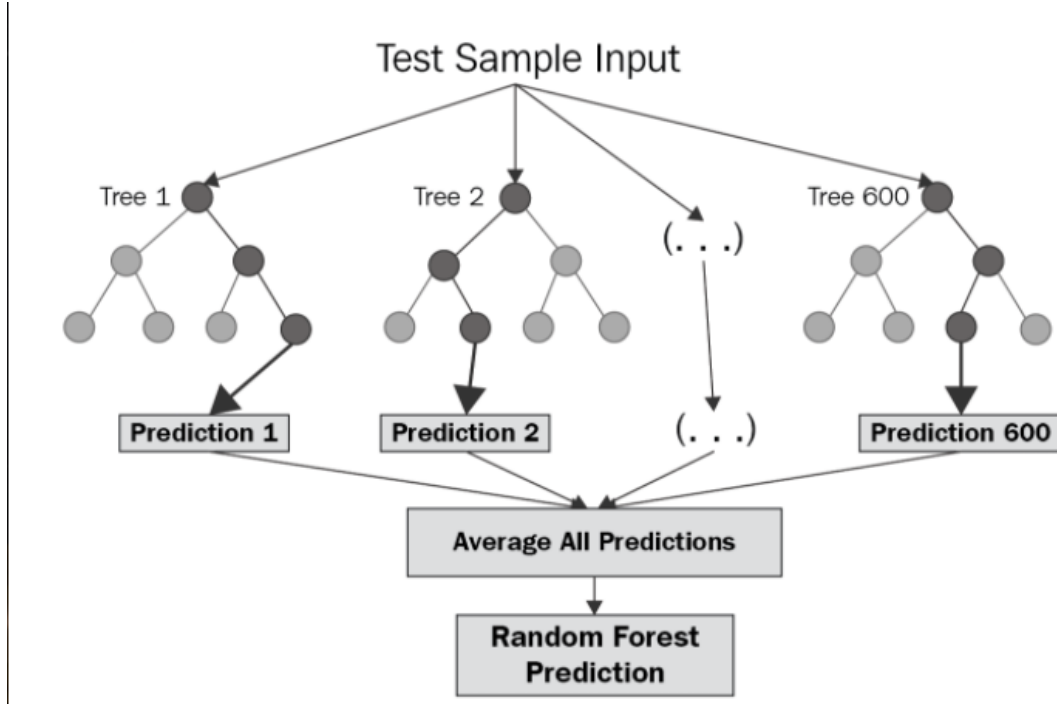 Test Sample Input
Tree 1
Tree 2
Tree 600
(. . .)
Prediction 1
Prediction 2
(. . .)
Prediction 600
Average All Predictions
Random Forest
Prediction